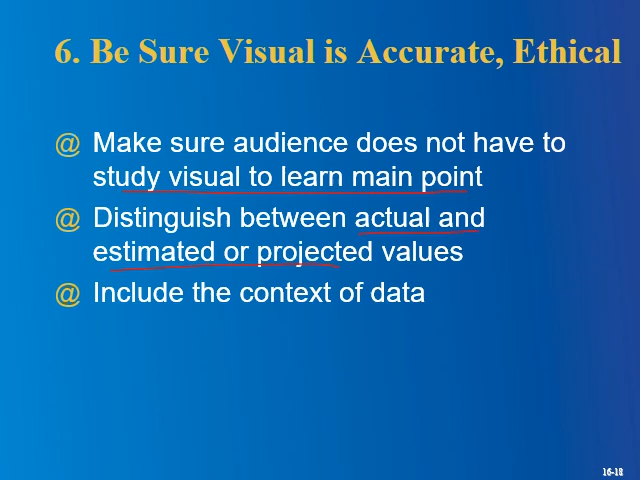 6. Be Sure Visual is Accurate, Ethical
@ Make sure audience does not have to
study visual to learn main point
@ Distinguish between actual and
estimated or projected values
@ Include the context of data
16-18